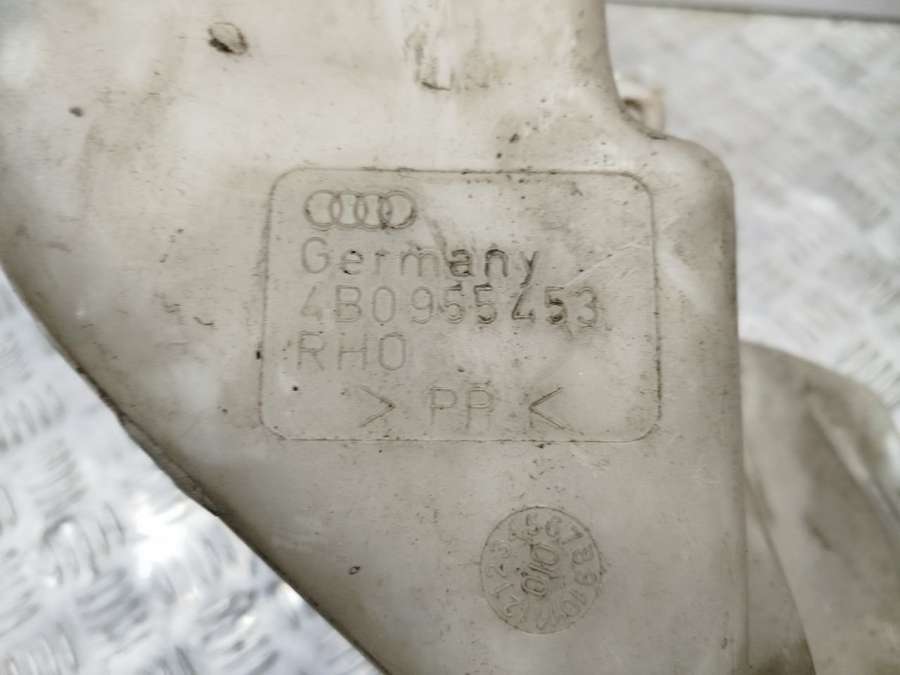 Germany
4B0955453
RHO
> PP <